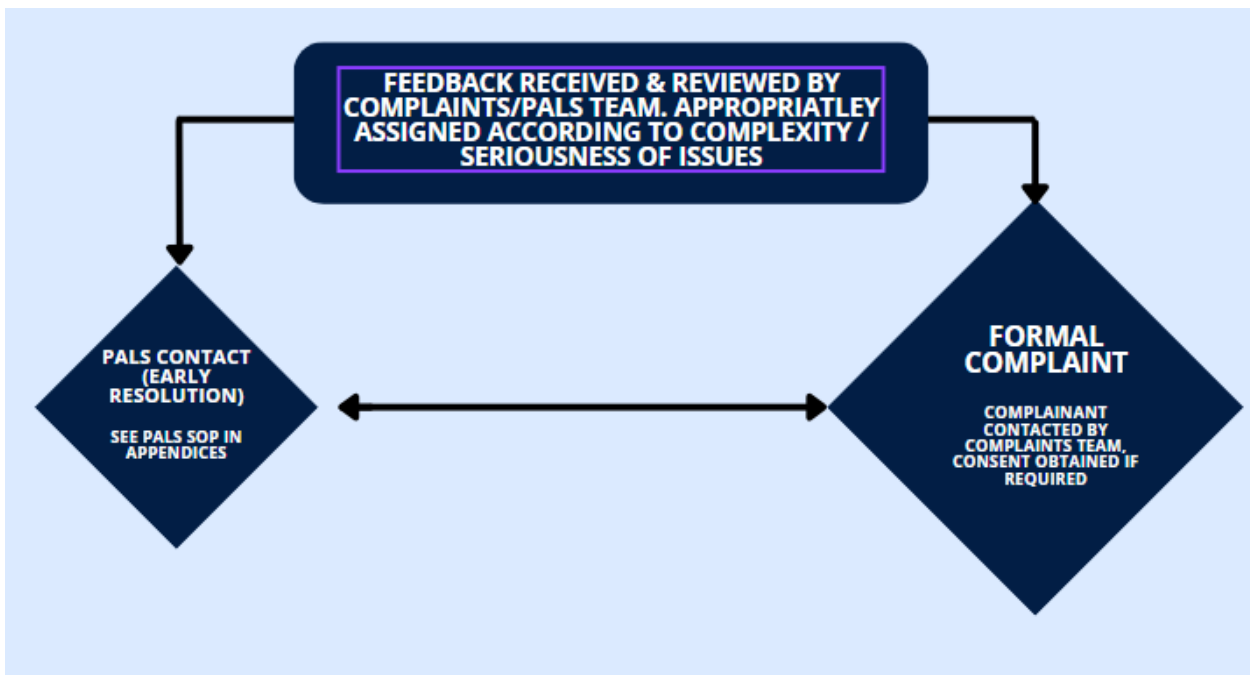 FEEDBACK RECEIVED & REVIEWED BY
COMPLAINTS/PALS TEAM. APPROPRIATLEY
ASSIGNED ACCORDING TO COMPLEXITY /
SERIOUSNESS OF ISSUES
PALS CONTACT
(EARLY
RESOLUTION)
SEE PALS SOP IN
APPENDICES
FORMAL
COMPLAINT
COMPLAINANT
CONTACTED BY
COMPLAINTS TEAM,
CONSENT OBTAINED IF
REQUIRED